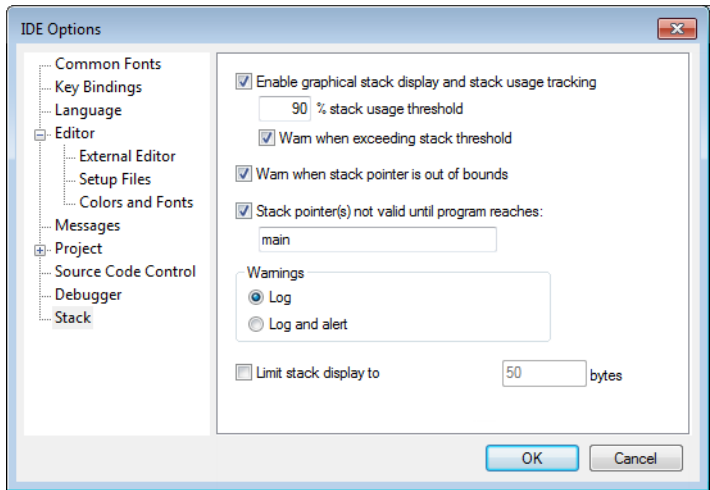 IDE Options
Common Fonts
Key Bindings
Language
Editor
External Editor
Setup Files
Colors and Fonts
Messages
Project
Source Code Control
Debugger
Stack
Enable graphical stack display and stack usage tracking
90 % stack usage threshold
Warn when exceeding stack threshold
Warn when stack pointer is out of bounds
Stack pointer(s) not valid until program reaches:
main
Warnings
Log
Log and alert
Limit stack display to 50 bytes
OK Cancel